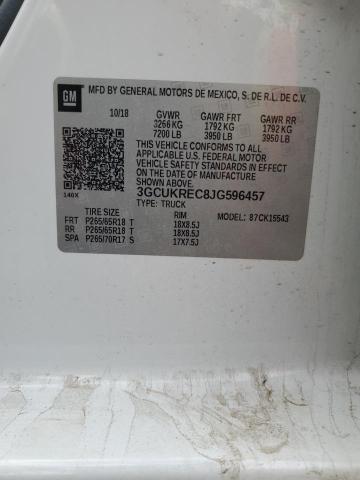 GM
MFD BY GENERAL MOTORS DE MEXICO, S. DE R.L. DE C.V.
10/18 GVWR GAWR FRT GAWR RR
3266 KG 1792 KG 1792 KG
7200 LB 3950 LB 3950 LB
THIS VEHICLE CONFORMS TO ALL
APPLICABLE U.S. FEDERAL MOTOR
VEHICLE SAFETY STANDARDS IN EFFECT
ON THE DATE OF MANUFACTURE SHOWN ABOVE.
140X
3GCUKREC8JG596457
TYPE: TRUCK
TIRE SIZE RIM MODEL: 87CK15543
FRT P265/65R18 T 18X8.5J
RR P265/65R18 T 18X8.5J
SPA P265/70R17 S 17X7.5J